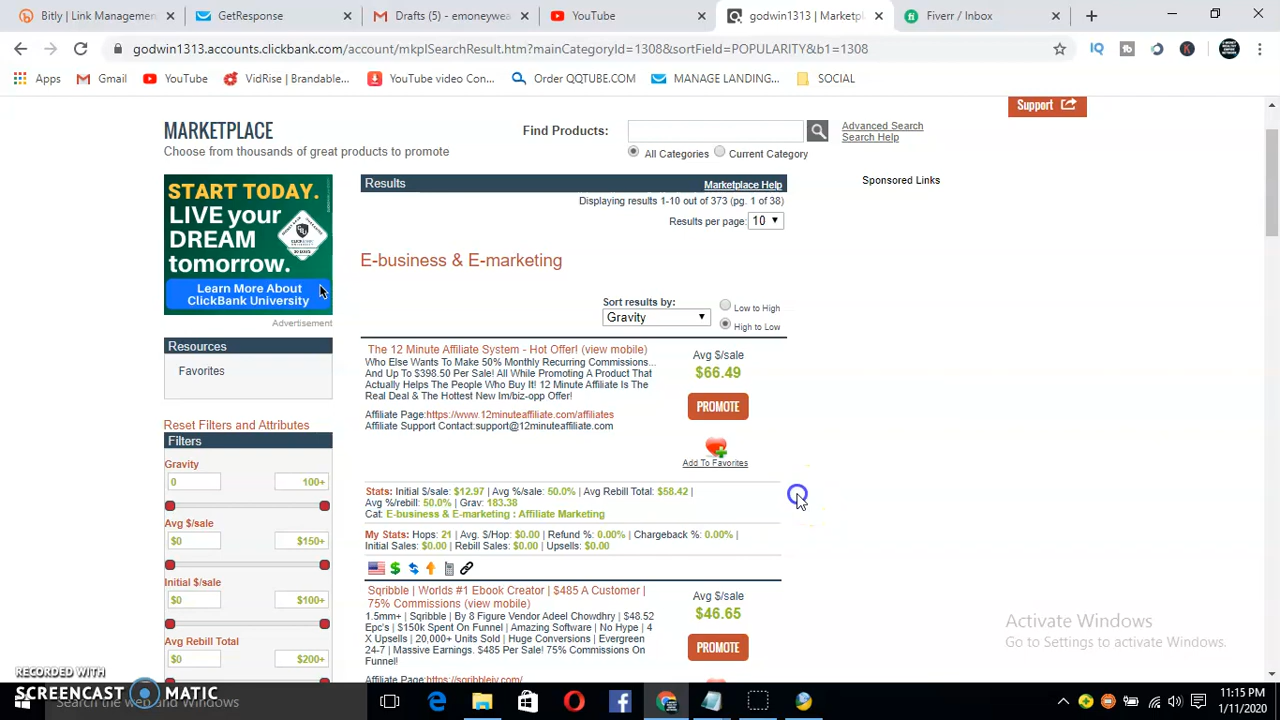 Bitly | Link Managemen
GetResponse
Drafts (5) - emoneywea
YouTube
godwin1313 | Marketpl
Fiverr / Inbox
godwin1313.accounts.clickbank.com/account/mkplSearchResult.htm?mainCategoryId=1308&sortField=POPULARITY&b1=1308
Apps
Gmail
YouTube
VidRise | Brandable...
YouTube video Con...
Order QQTUBE.COM
MANAGE LANDING...
SOCIAL
Support
MARKETPLACE
Choose from thousands of great products to promote
Find Products:
Advanced Search
Search Help
All Categories
Current Category
START TODAY.
LIVE your
DREAM
tomorrow.
Learn More About
ClickBank University
Advertisement
Results
Marketplace Help
Sponsored Links
Displaying results 1-10 out of 373 (pg. 1 of 38)
Results per page: 10
E-business & E-marketing
Sort results by:
Gravity
Low to High
High to Low
Resources
Favorites
Reset Filters and Attributes
Filters
Gravity
0 100+
Avg $/sale
$0 $150+
Initial $/sale
$0 $100+
Avg Rebill Total
$0 $200+
The 12 Minute Affiliate System - Hot Offer! (view mobile)
Who Else Wants To Make 50% Monthly Recurring Commissions...
And Up To $398.50 Per Sale! All While Promoting A Product That
Actually Helps The People Who Buy It! 12 Minute Affiliate Is The
Real Deal & The Hottest New Im/biz-opp Offer!
Affiliate Page:https://www.12minuteaffiliate.com/affiliates
Affiliate Support Contact:support@12minuteaffiliate.com
Avg $/sale
$66.49
PROMOTE
Add To Favorites
Stats: Initial $/sale: $12.97 | Avg %/sale: 50.0% | Avg Rebill Total: $58.42 |
Avg %/rebill: 50.0% | Grav: 183.38
Cat: E-business & E-marketing : Affiliate Marketing
My Stats: Hops: 21 | Avg. $/Hop: $0.00 | Refund %: 0.00% | Chargeback %: 0.00% |
Initial Sales: $0.00 | Rebill Sales: $0.00 | Upsells: $0.00
Sqribble | Worlds #1 Ebook Creator | $485 A Customer |
75% Commissions (view mobile)
1.5mm+ | Sqribble | By 8 Figure Vendor Adeel Chowdhry | $48.52
Epc's | $150k Spent On Funnel | Amazing Software | No Hype | 4
X Upsells | 20,000+ Units Sold | Huge Conversions | Evergreen
24-7 | Massive Earnings. $485 Per Sale! 75% Commissions On
Funnel!
Affiliate Page:https://sqribblejv.com/
Avg $/sale
$46.65
PROMOTE
Activate Windows
Go to Settings to activate Windows.
RECORDED WITH
SCREENCAST MATIC
Search the web and Windows
11:15 PM
1/11/2020